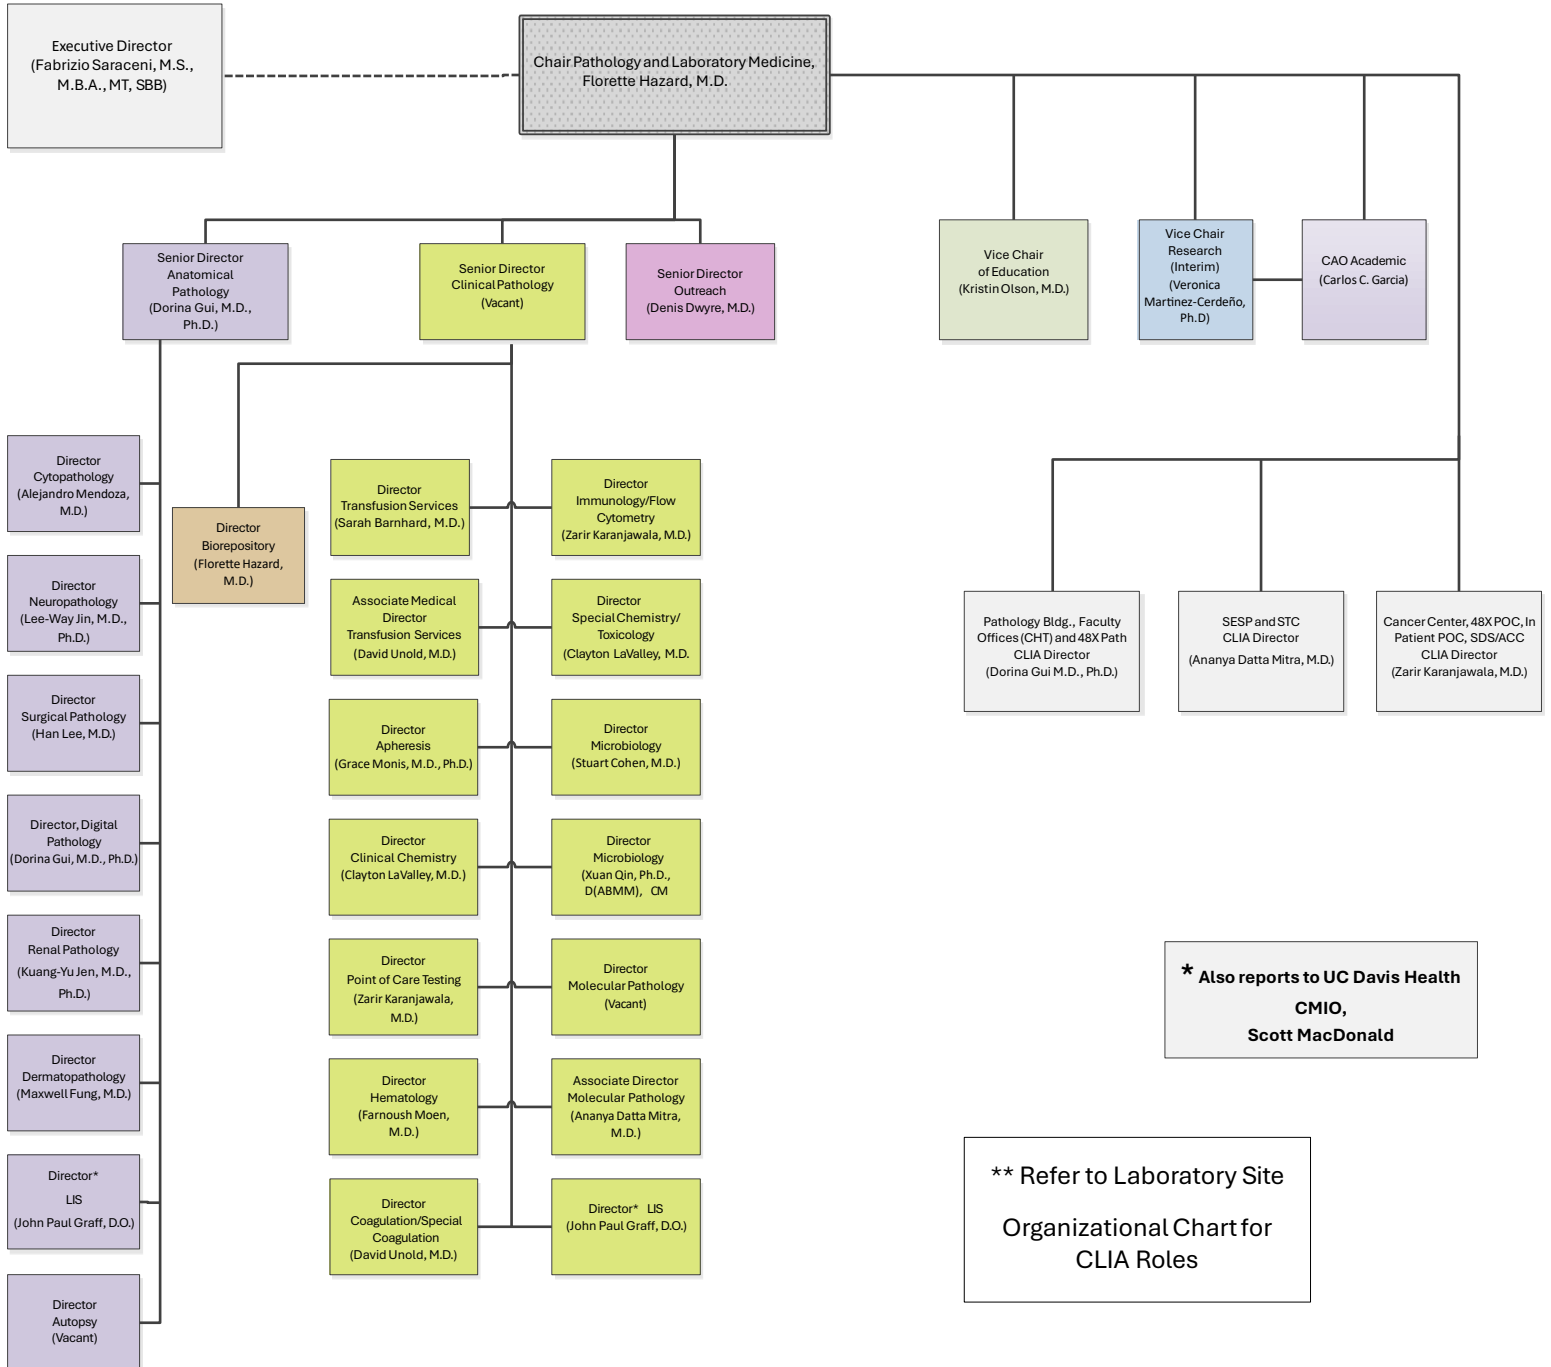 Executive Director
(Fabrizio Saraceni, M.S.,
M.B.A., MT, SBB)
Chair Pathology and Laboratory Medicine,
Florette Hazard, M.D.
Senior Director
Anatomical
Pathology
(Dorina Gui, M.D.,
Ph.D.)
Senior Director
Clinical Pathology
(Vacant)
Senior Director
Outreach
(Denis Dwyre, M.D.)
Vice Chair
of Education
(Kristin Olson, M.D.)
Vice Chair
Research
(Interim)
(Veronica
Martinez-Cerdeño,
Ph.D)
CAO Academic
(Carlos C. Garcia)
Director
Cytopathology
(Alejandro Mendoza,
M.D.)
Director
Neuropathology
(Lee-Way Jin, M.D.,
Ph.D.)
Director
Surgical Pathology
(Han Lee, M.D.)
Director, Digital
Pathology
(Dorina Gui, M.D., Ph.D.)
Director
Renal Pathology
(Kuang-Yu Jen, M.D.,
Ph.D.)
Director
Dermatopathology
(Maxwell Fung, M.D.)
Director*
LIS
(John Paul Graff, D.O.)
Director
Autopsy
(Vacant)
Director
Biorepository
(Florette Hazard,
M.D.)
Director
Transfusion Services
(Sarah Barnhard, M.D.)
Associate Medical
Director
Transfusion Services
(David Unold, M.D.)
Director
Apheresis
(Grace Monis, M.D., Ph.D.)
Director
Clinical Chemistry
(Clayton LaValley, M.D.)
Director
Point of Care Testing
(Zarir Karanjawala,
M.D.)
Director
Hematology
(Farnoush Moen,
M.D.)
Director
Coagulation/Special
Coagulation
(David Unold, M.D.)
Director
Immunology/Flow
Cytometry
(Zarir Karanjawala, M.D.)
Director
Special Chemistry/
Toxicology
(Clayton LaValley, M.D.
Director
Microbiology
(Stuart Cohen, M.D.)
Director
Microbiology
(Xuan Qin, Ph.D.,
D(ABMM), CM
Director
Molecular Pathology
(Vacant)
Associate Director
Molecular Pathology
(Ananya Datta Mitra,
M.D.)
Director* LIS
(John Paul Graff, D.O.)
Pathology Bldg., Faculty
Offices (CHT) and 48X Path
CLIA Director
(Dorina Gui M.D., Ph.D.)
SESP and STC
CLIA Director
(Ananya Datta Mitra, M.D.)
Cancer Center, 48X POC, In
Patient POC, SDS/ACC
CLIA Director
(Zarir Karanjawala, M.D.)
* Also reports to UC Davis Health
CMIO,
Scott MacDonald
** Refer to Laboratory Site
Organizational Chart for
CLIA Roles